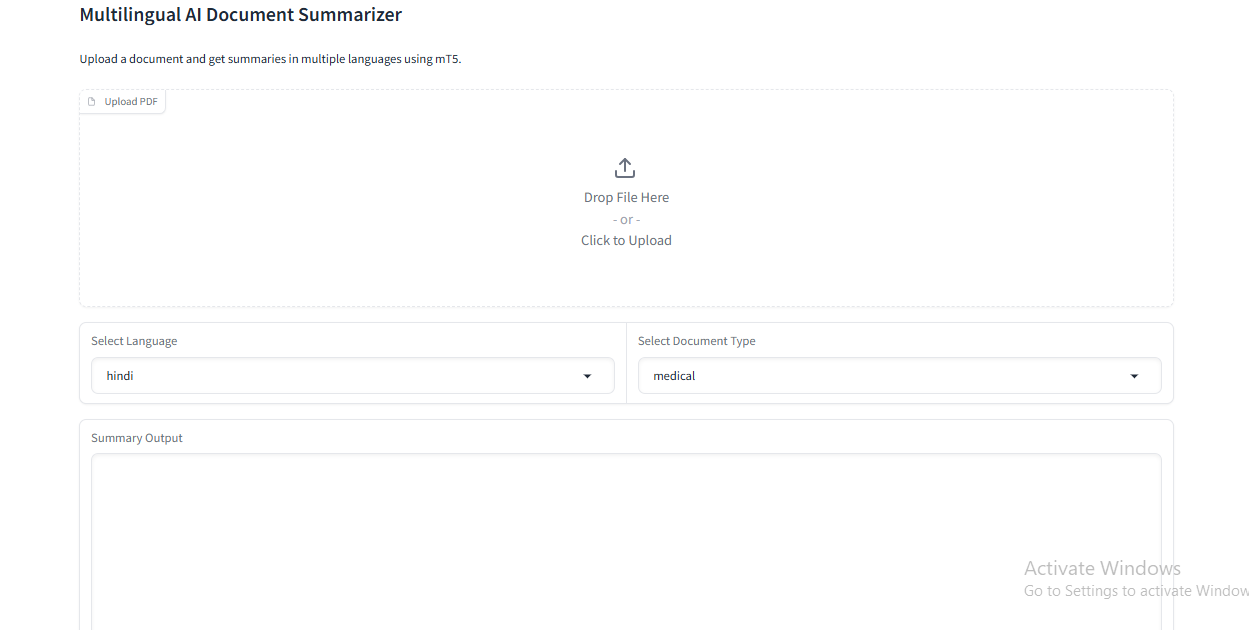 Multilingual AI Document Summarizer
Upload a document and get summaries in multiple languages using mT5.
Upload PDF
Drop File Here
- or -
Click to Upload
Select Language
Select Document Type
hindi
medical
Summary Output
Activate Windows
Go to Settings to activate Window